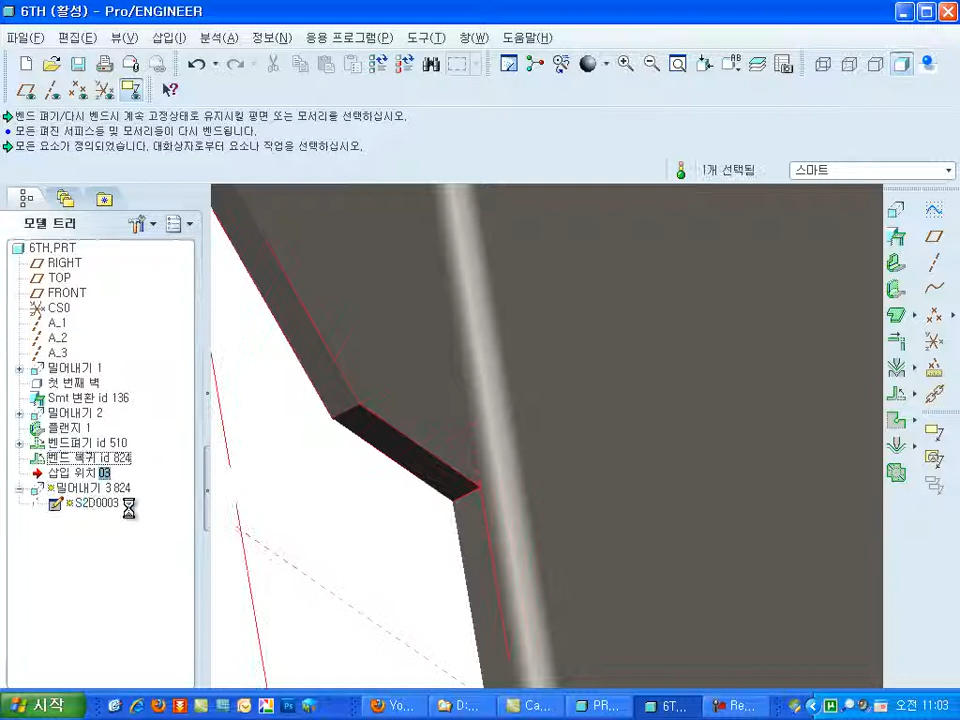 6TH (활성) - Pro/ENGINEER
파일(F) 편집(E) 뷰(V) 삽입(I) 분석(A) 정보(N) 응용 프로그램(P) 도구(T) 창(W) 도움말(H)
벤드 펴기/다시 벤드시 계속 고정상태로 유지시킬 평면 또는 모서리를 선택하십시오.
모든 펴진 서피스들 및 모서리들이 다시 벤드됩니다.
모든 요소가 정의되었습니다. 대화상자로부터 요소나 작업을 선택하십시오.
1개 선택됨 스마트
모델 트리
6TH.PRT
RIGHT
TOP
FRONT
CS0
A_1
A_2
A_3
밀어내기 1
첫 번째 벽
Smt 변환 id 136
밀어내기 2
플랜지 1
벤드펴기 id 510
벤드 복귀 id 824
삽입 위치
밀어내기 3
S2D0003
시작 Yo... D:... Ca... PR... 6T... Re... 오전 11:03